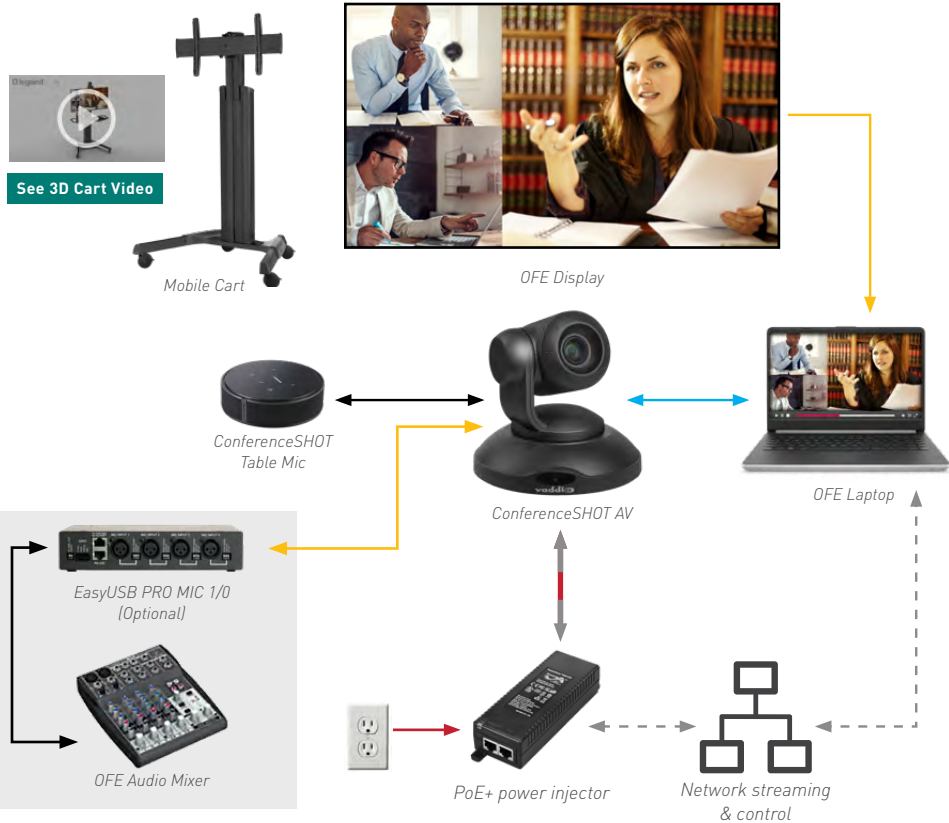 legrand
See 3D Cart Video
Mobile Cart
OFE Display
ConferenceSHOT
Table Mic
ConferenceSHOT AV
OFE Laptop
EasyUSB PRO MIC 1/0
(Optional)
OFE Audio Mixer
PoE+ power injector
Network streaming
& control